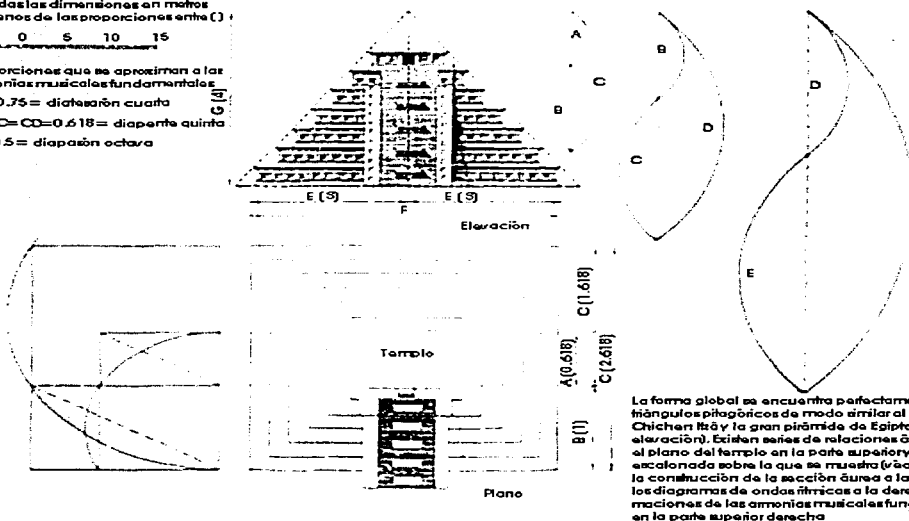 das las dimensiones en metros
enos de las proporciones entre ()
0 5 10 15
orciones que se aproximan a las
onías musicales fundamentales
0.75= diatesarón cuarta
C=CD=0.618= diapente quinta
.5= diapasón octava
G (4)
A
B
C
E (S) E (S)
F
Elevación
B
D
C
D
E
C (1.618)
A (0.618)
C (2.618)
B (1)
Templo
Plano
La forma global se encuentra perfectame
triángulos pitagóricos de modo similar al
Chichen Itzá y la gran pirámide de Egipto
elevación). Existen series de relaciones á
el plano del templo en la parte superior y
escalonada sobre la que se muestra (véa
la construcción de la sección áurea a la
los diagramas de ondas rítmicas a la dere
maciones de las armonías musicales fun
en la parte superior derecha